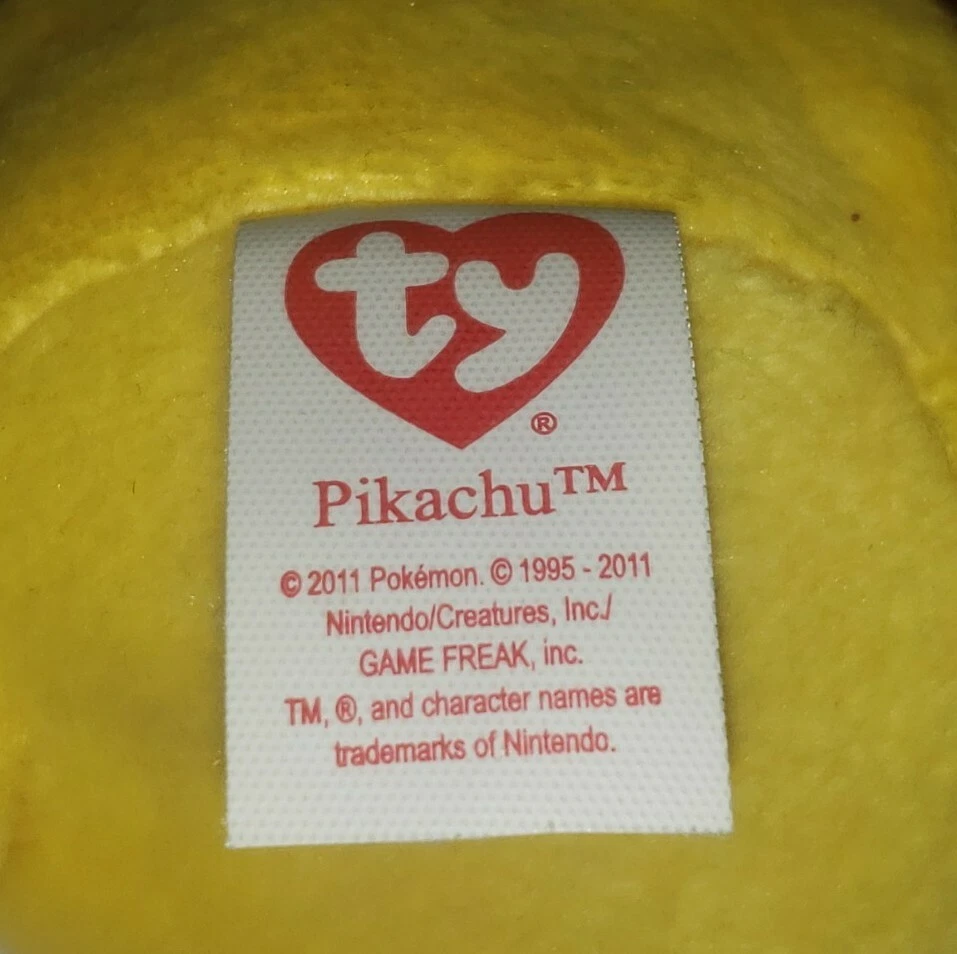 ty
®
Pikachu™
© 2011 Pokémon. © 1995 - 2011
Nintendo/Creatures, Inc./
GAME FREAK, inc.
TM, ®, and character names are
trademarks of Nintendo.